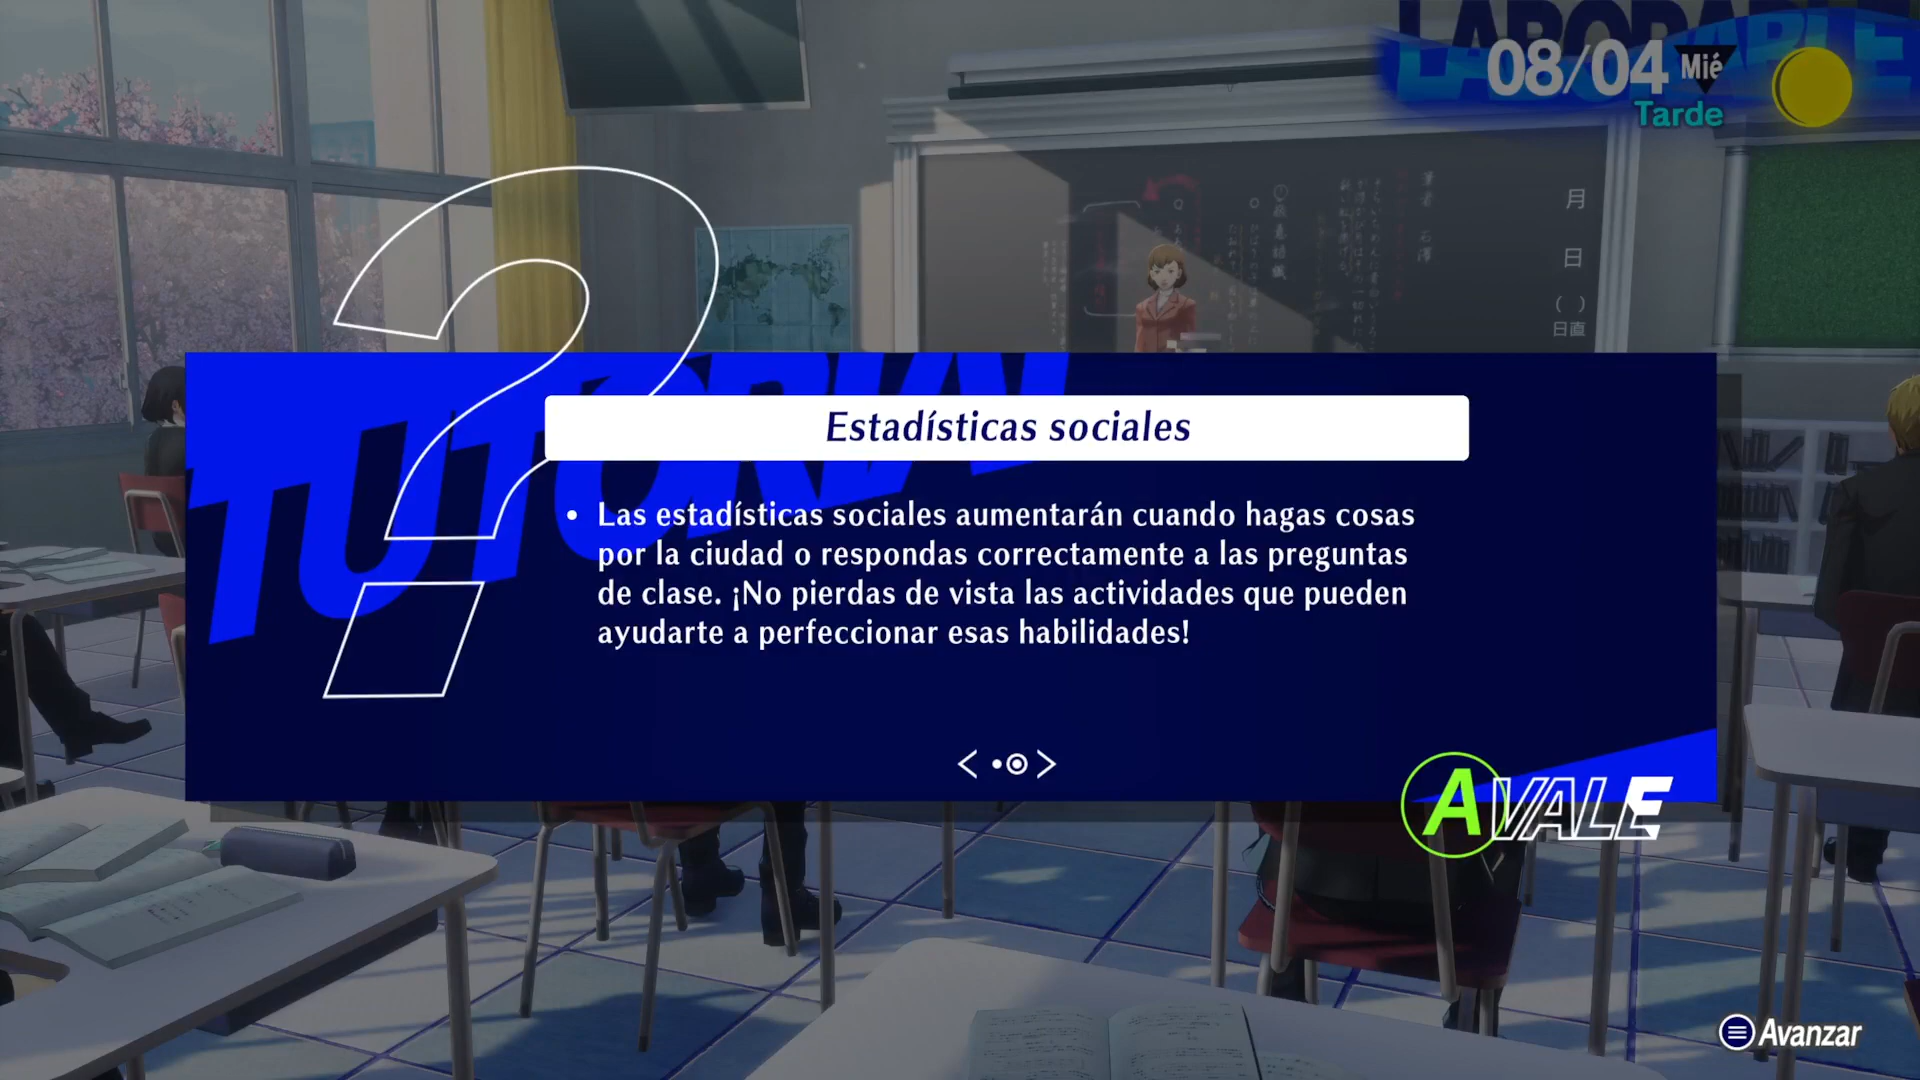 LABORABLE
08/04 Mié
Tarde
月
日
( )
日直
TUTORIAL
Estadísticas sociales
• Las estadísticas sociales aumentarán cuando hagas cosas
por la ciudad o respondas correctamente a las preguntas
de clase. ¡No pierdas de vista las actividades que pueden
ayudarte a perfeccionar esas habilidades!
A VALE
Avanzar